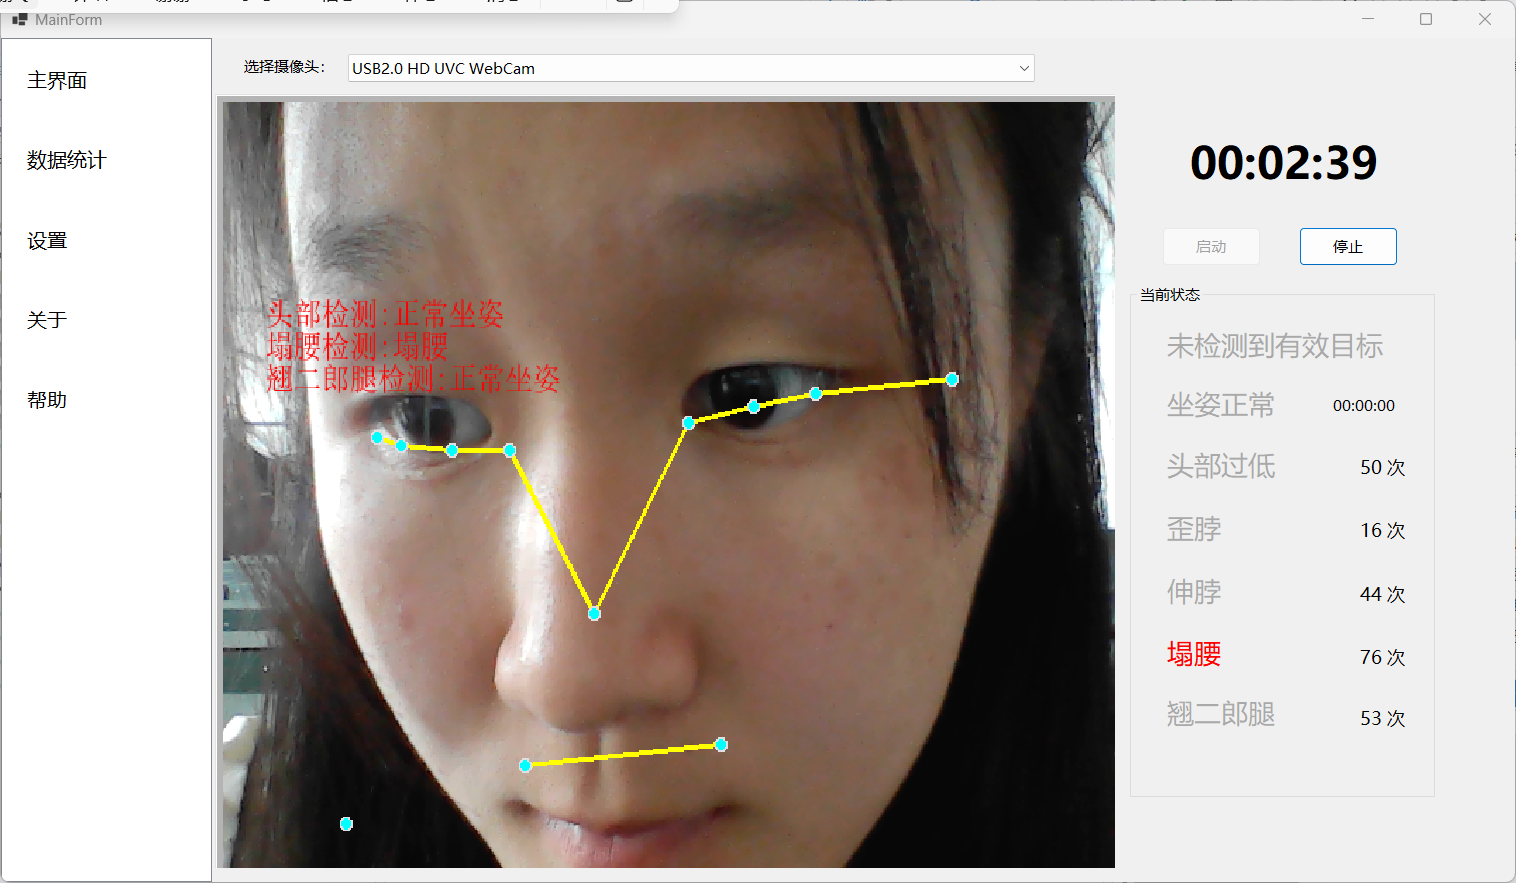 MainForm
主界面
数据统计
设置
关于
帮助
选择摄像头：
USB2.0 HD UVC WebCam
头部检测:正常坐姿
塌腰检测:塌腰
翘二郎腿检测:正常坐姿
00:02:39
启动
停止
当前状态
未检测到有效目标
坐姿正常 00:00:00
头部过低 50 次
歪脖 16 次
伸脖 44 次
塌腰 76 次
翘二郎腿 53 次